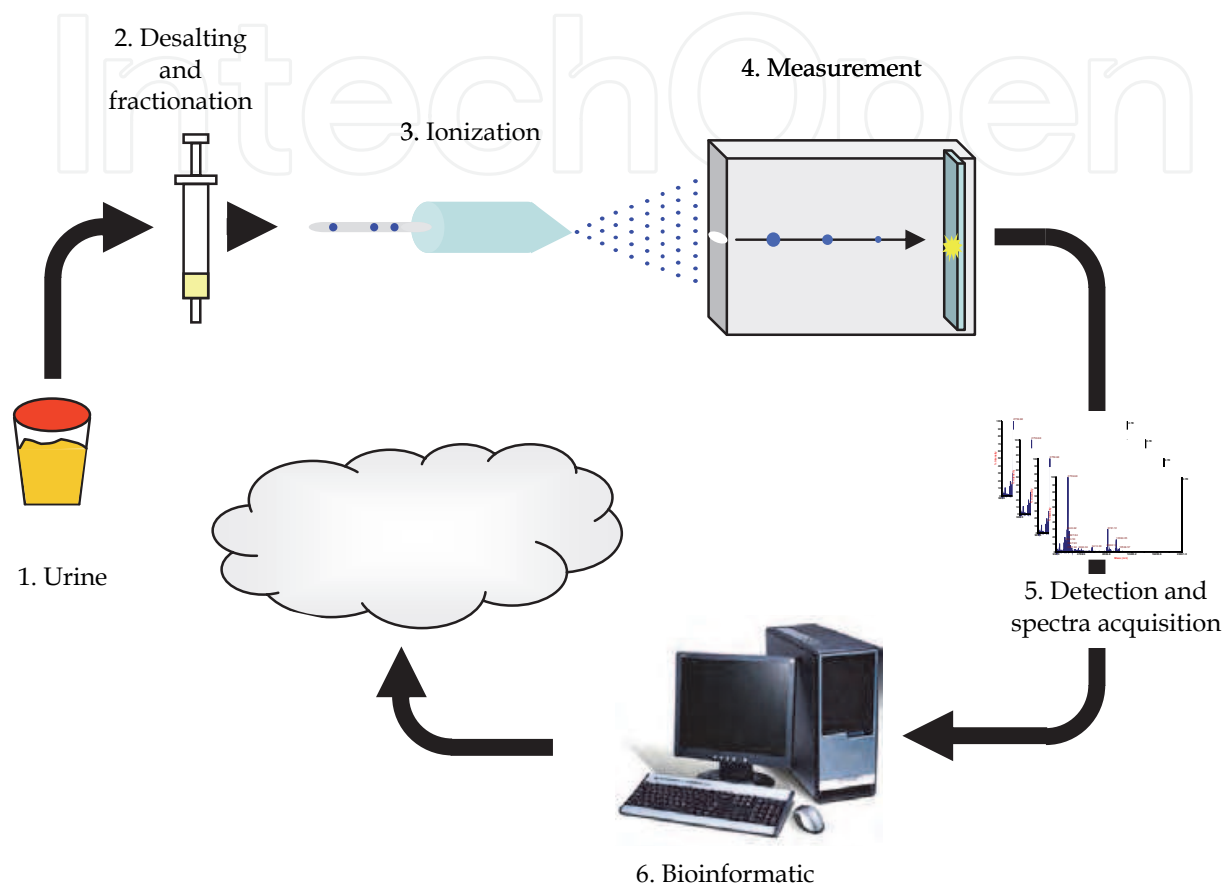 IntechOpen
2. Desalting
and
fractionation
3. Ionization
4. Measurement
1. Urine
5. Detection and
spectra acquisition
6. Bioinformatic